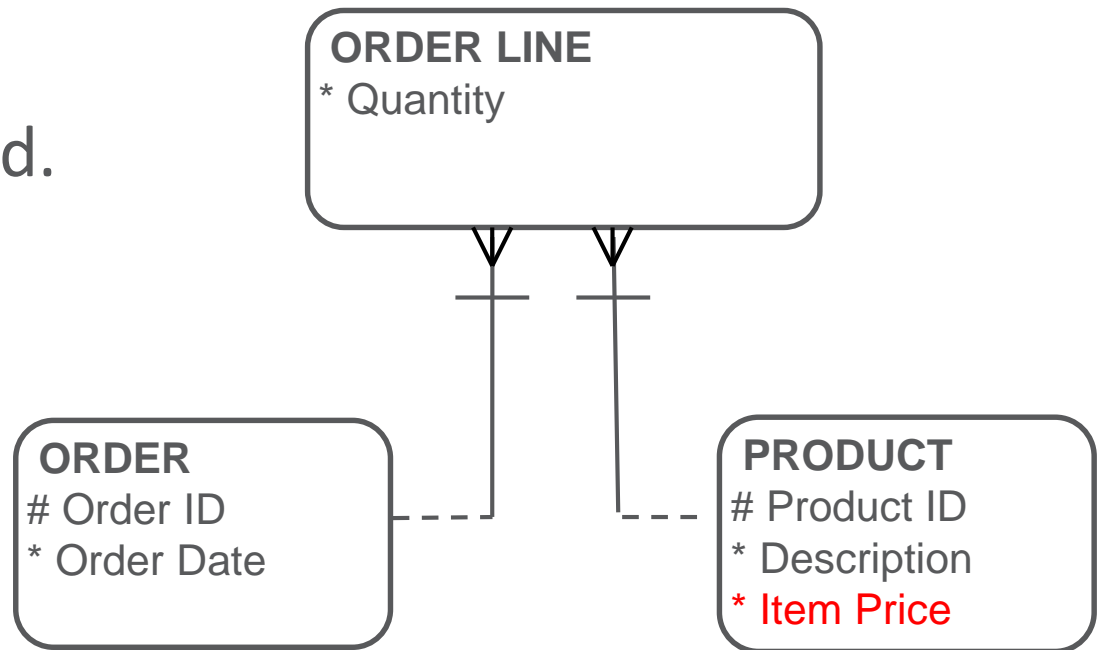 ORDER LINE
* Quantity
d.
ORDER
# Order ID
* Order Date
PRODUCT
# Product ID
* Description
* Item Price